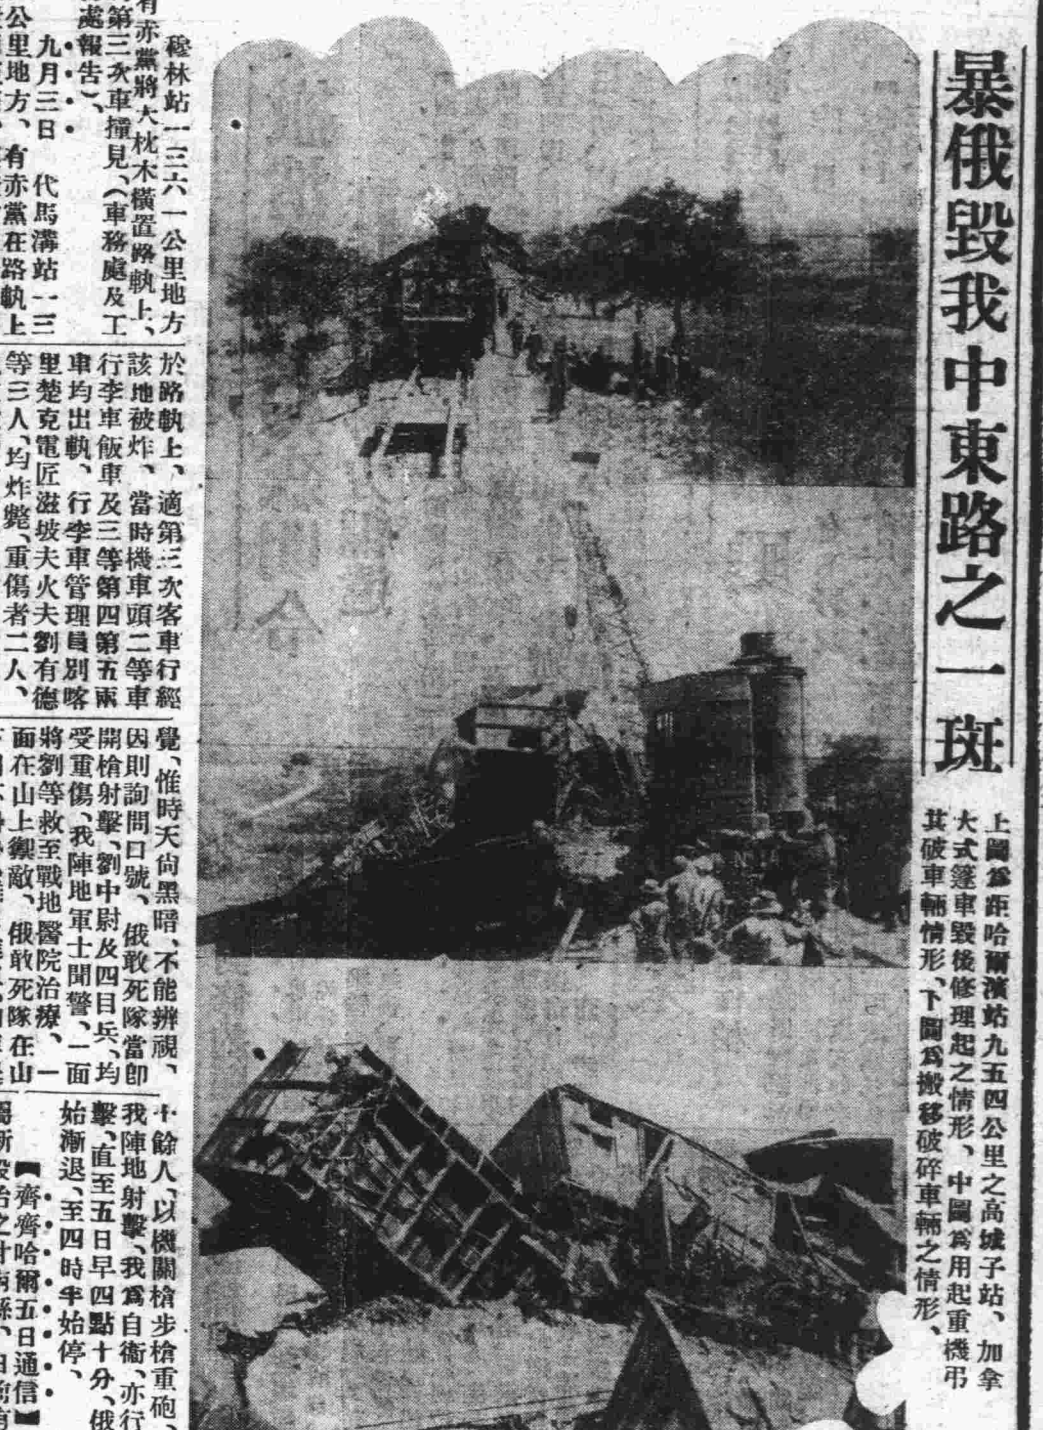 暴俄毀我中東路之一斑
上圖爲距哈爾濱站九五四公里之高城子站、加拿
大式篷車毀後修理起之情形、中圖爲用起重機弔
其破車輛情形、下圖爲搬移破碎車輛之情形、
穆林站一三六一公里地方
有赤黨將大枕木橫置路軌上、
第三次車撞見、(車務處及工
處報告)、
九月三日 代馬溝站一三
公里地方、有赤黨在路軌上
於路軌上、適第三次客車行經
該地被炸、當時機車頭二等車
行李車飯車及三等第四第五兩
車均出軌、行李車管理員別喀
里楚克電匠滋坡夫火夫劉有德
等三人、均炸斃、重傷者二人、
覺、惟時天尙黑暗、不能辨視、
因則詢問口號、俄敢死隊當卽
開槍射擊、劉中尉及四目兵、均
受重傷、我陣地軍士聞警、一面
將劉等救至戰地醫院治療、一
面在山上禦敵、俄敢死隊在山
十餘人、以機關槍步槍重砲、
我陣地射擊、我爲自衞、亦行
擊、直至五日早四點十分、俄
始漸退、至四時半始停、
【齊齊哈爾五日通信】